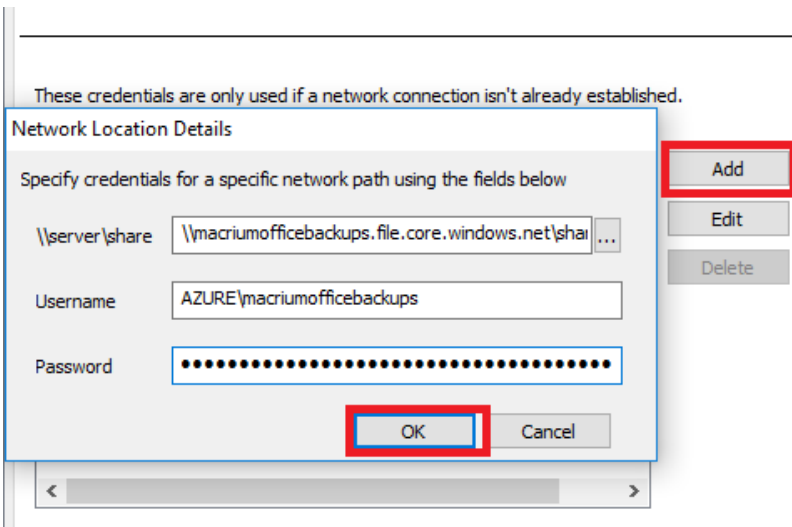 These credentials are only used if a network connection isn't already established.
Network Location Details
Specify credentials for a specific network path using the fields below
\\server\share
\\macriumofficebackups.file.core.windows.net\shar
...
Username
AZURE\macriumofficebackups
Password
OK
Cancel
Add
Edit
Delete